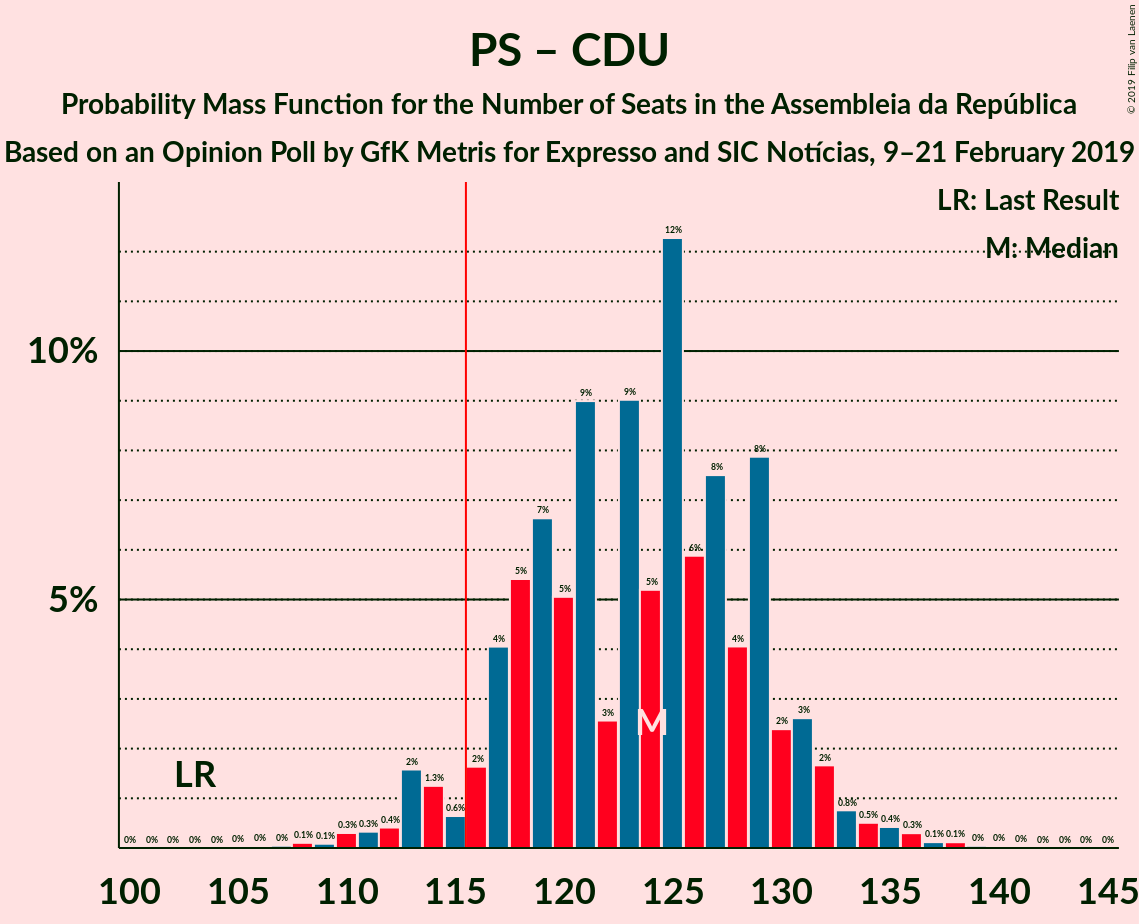 PS – CDU
Probability Mass Function for the Number of Seats in the Assembleia da República
Based on an Opinion Poll by GfK Metris for Expresso and SIC Notícias, 9–21 February 2019
© 2019 Filip van Laenen
LR: Last Result
M: Median
10%
5%
LR
M
0% 0% 0% 0% 0% 0% 0% 0% 0.1% 0.1% 0.3% 0.3% 0.4% 2% 1.3% 0.6% 2% 4% 5% 7% 5% 9% 3% 9% 5% 12% 6% 8% 4% 8% 2% 3% 2% 0.8% 0.5% 0.4% 0.3% 0.1% 0.1% 0% 0% 0% 0% 0% 0% 0%
100 105 110 115 120 125 130 135 140 145